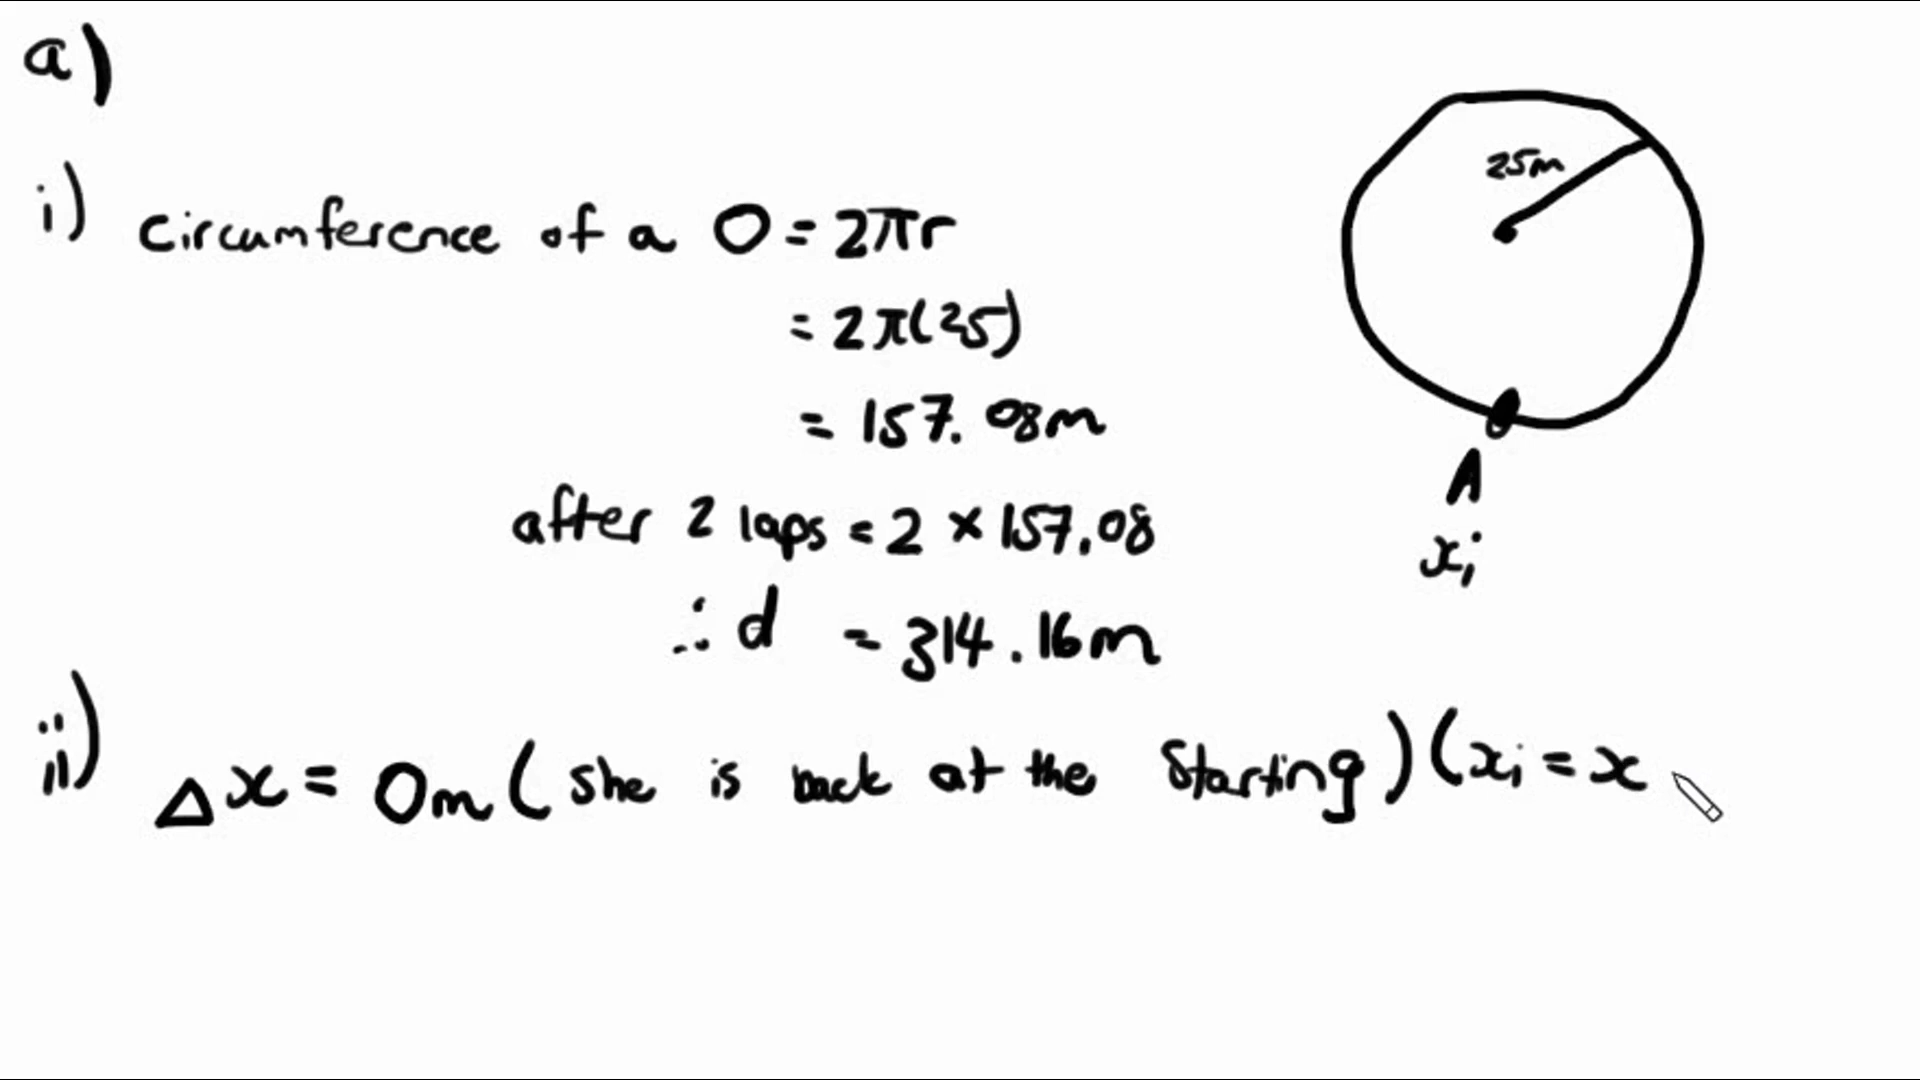 a)
25m
i) circumference of a O = 2πr
= 2π(25)
= 157.08m
A
after 2 laps = 2 × 157.08
xi
∴ d = 314.16m
ii) Δx = 0m (she is back at the starting) (xi = x